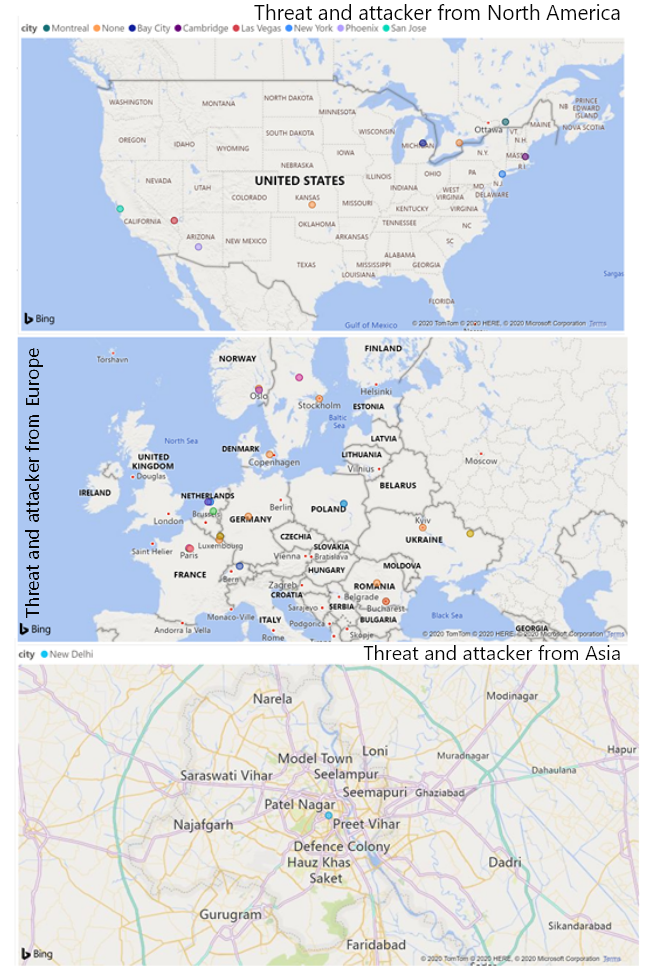 Threat and attacker from North America
city Montreal None Bay City Cambridge Las Vegas New York Phoenix San Jose
WASHINGTON
MONTANA
NORTH DAKOTA
MINNESOTA
Ottawa
MAINE
NB
PRINCE
EDWARD
ISLAND
NOVA SCOTIA
VT.
N.H.
OREGON
IDAHO
WYOMING
SOUTH DAKOTA
WISCONSIN
N.Y.
MASS
R.I.
NEBRASKA
IOWA
NEVADA
UTAH
UNITED STATES
ILLINOIS
INDIANA
OHIO
PA
N.J.
MD
DELAWARE
COLORADO
KANSAS
MISSOURI
WEST
VIRGINIA
VIRGINIA
KENTUCKY
CALIFORNIA
ARIZONA
NEW MEXICO
OKLAHOMA
ARKANSAS
TENNESSEE
NC
SC
TEXAS
ALABAMA
MISSISSIPPI
GEORGIA
LOUISIANA
FLORIDA
Sargas
Gulf of Mexico
Bing
© 2020 TomTom © 2020 HERE, © 2020 Microsoft Corporation Terms
Threat and attacker from Europe
Torshavn
NORWAY
FINLAND
Oslo
Stockholm
Helsinki
ESTONIA
Baltic
Sea
North Sea
LATVIA
DENMARK
Copenhagen
LITHUANIA
Vilnius
Moscow
UNITED
KINGDOM
Douglas
IRELAND
NETHERLANDS
Berlin
POLAND
BELARUS
London
Brussels
GERMANY
Kyiv
UKRAINE
Saint Helier
Paris
Luxembourg
CZECHIA
SLOVAKIA
Vienna
Bratislava
FRANCE
Bern
HUNGARY
MOLDOVA
Zagreb
CROATIA
ROMANIA
Belgrade
Sarajevo
SERBIA
Bucharest
Monaco-Ville
ITALY
Podgorica
BULGARIA
Black Sea
Andorra la Vella
Rome
Skopje
GEORGIA
Bing
© 2020 TomTom © 2020 HERE, © 2020 Microsoft Corporation Terms
city New Delhi
Threat and attacker from Asia
Narela
Modinagar
Loni
Model Town
Muradnagar
Hapur
Saraswati Vihar
Seelampur
Dahaulana
Seemapuri
Ghaziabad
Patel Nagar
Najafgarh
Preet Vihar
Defence Colony
Hauz Khas
Saket
Dadri
Gurugram
Sikandarabad
Faridabad
Bing
© 2020 TomTom © 2020 HERE, © 2020 Microsoft Corporation Terms